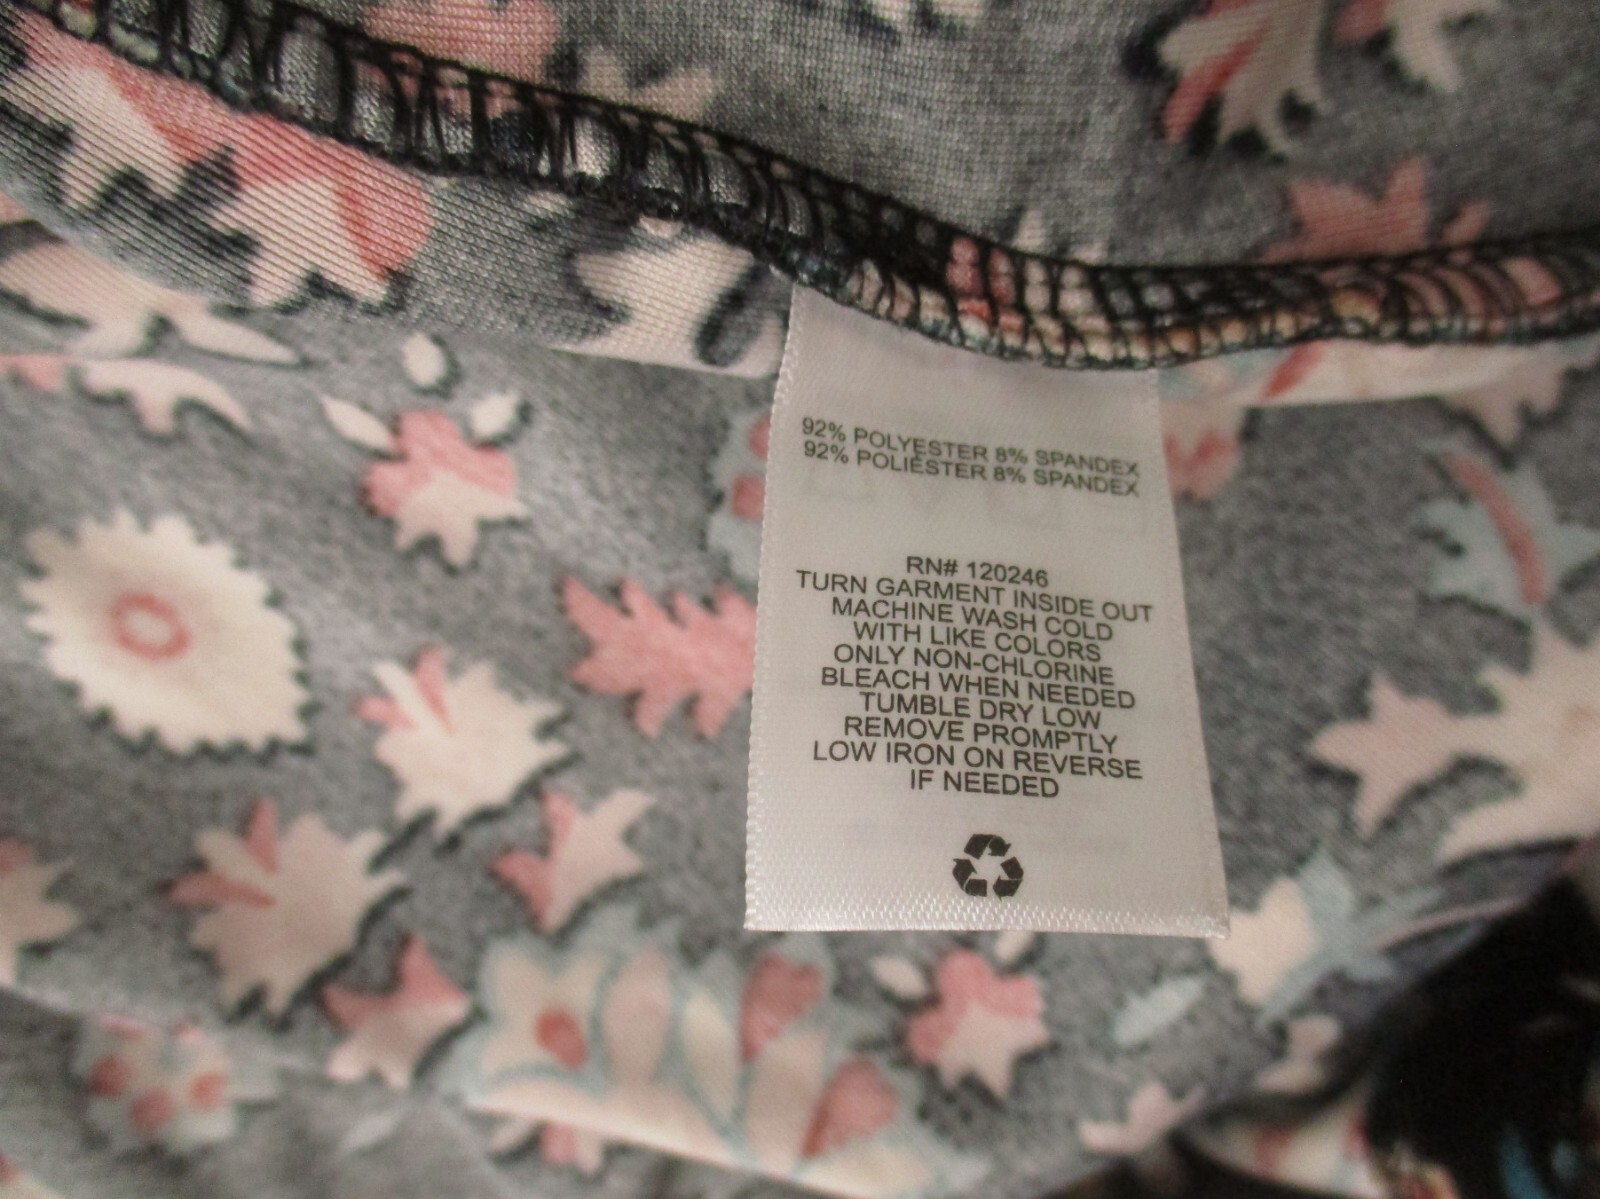 92% POLYESTER 8% SPANDEX
92% POLIÉSTER 8% SPANDEX
RN# 120246
TURN GARMENT INSIDE OUT
MACHINE WASH COLD
WITH LIKE COLORS
ONLY NON-CHLORINE
BLEACH WHEN NEEDED
TUMBLE DRY LOW
REMOVE PROMPTLY
LOW IRON ON REVERSE
IF NEEDED